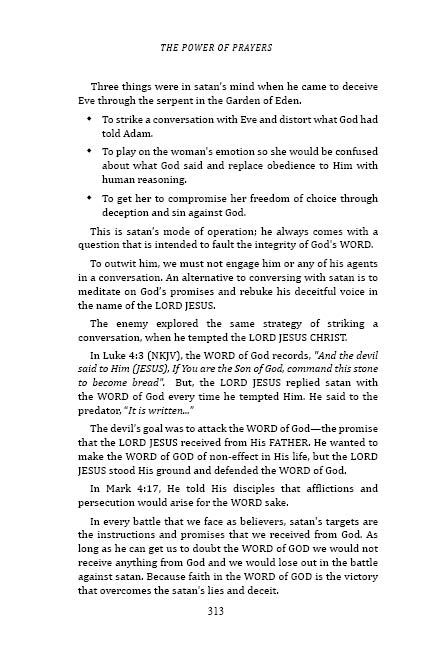 THE POWER OF PRAYERS
Three things were in satan's mind when he came to deceive
Eve through the serpent in the Garden of Eden.
◆ To strike a conversation with Eve and distort what God had
told Adam.
◆ To play on the woman's emotion so she would be confused
about what God said and replace obedience to Him with
human reasoning.
◆ To get her to compromise her freedom of choice through
deception and sin against God.
This is satan's mode of operation; he always comes with a
question that is intended to fault the integrity of God's WORD.
To outwit him, we must not engage him or any of his agents
in a conversation. An alternative to conversing with satan is to
meditate on God's promises and rebuke his deceitful voice in
the name of the LORD JESUS.
The enemy explored the same strategy of striking a
conversation, when he tempted the LORD JESUS CHRIST.
In Luke 4:3 (NKJV), the WORD of God records, "And the devil
said to Him (JESUS), If You are the Son of God, command this stone
to become bread". But, the LORD JESUS replied satan with
the WORD of God every time he tempted Him. He said to the
predator, "It is written..."
The devil's goal was to attack the WORD of God—the promise
that the LORD JESUS received from His FATHER. He wanted to
make the WORD OF GOD of non-effect in His life, but the LORD
JESUS stood His ground and defended the WORD of God.
In Mark 4:17, He told His disciples that afflictions and
persecution would arise for the WORD sake.
In every battle that we face as believers, satan's targets are
the instructions and promises that we received from God. As
long as he can get us to doubt the WORD of GOD we would not
receive anything from God and we would lose out in the battle
against satan. Because faith in the WORD of GOD is the victory
that overcomes the satan's lies and deceit.
313